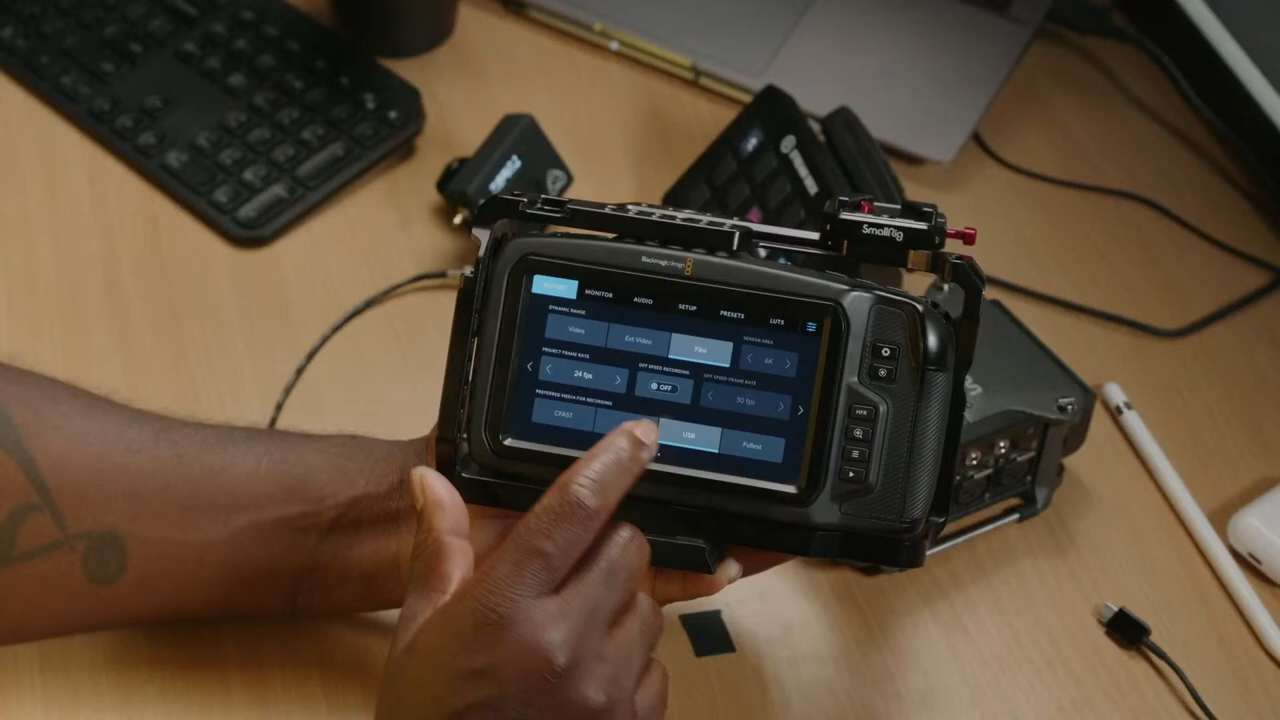 SmallRig
Blackmagicdesign
RECORD MONITOR AUDIO SETUP PRESETS LUTS
DYNAMIC RANGE
SENSOR AREA
Video Ext Video Film 6K
PROJECT FRAME RATE
OFF SPEED RECORDING
OFF SPEED FRAME RATE
24 fps OFF 30 fps
PREFERRED MEDIA FOR RECORDING
CFAST USB Fullest
HFR